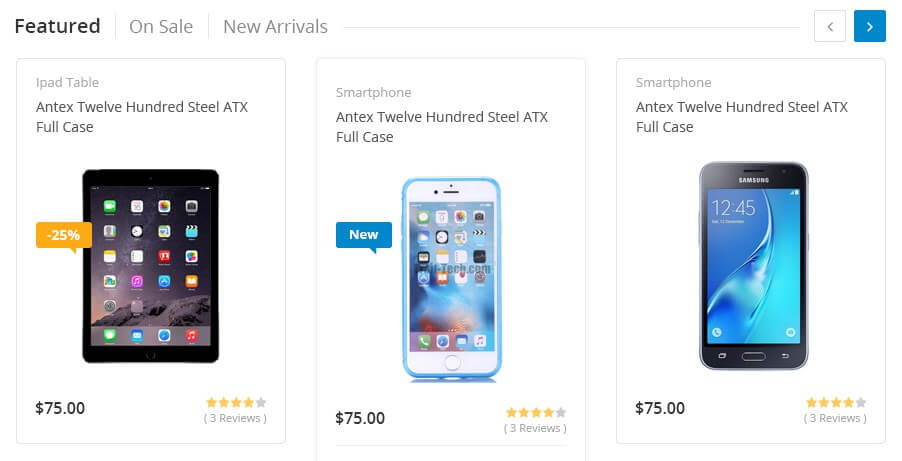 Featured
On Sale
New Arrivals
Ipad Table
Antex Twelve Hundred Steel ATX
Full Case
-25%
$75.00
( 3 Reviews )
Smartphone
Antex Twelve Hundred Steel ATX
Full Case
New
$75.00
( 3 Reviews )
Smartphone
Antex Twelve Hundred Steel ATX
Full Case
SAMSUNG
12:45
$75.00
( 3 Reviews )